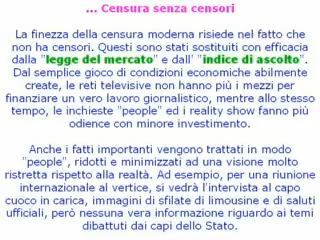 ... Censura senza censori
La finezza della censura moderna risiede nel fatto che
non ha censori. Questi sono stati sostituiti con efficacia
dalla "legge del mercato" e dall' "indice di ascolto".
Dal semplice gioco di condizioni economiche abilmente
create, le reti televisive non hanno più i mezzi per
finanziare un vero lavoro giornalistico, mentre allo stesso
tempo, le inchieste "people" ed i reality show fanno più
odience con minore investimento.
Anche i fatti importanti vengono trattati in modo
"people", ridotti e minimizzati ad una visione molto
ristretta rispetto alla realtà. Ad esempio, per una riunione
internazionale al vertice, si vedrà l'intervista al capo
cuoco in carica, immagini di sfilate di limousine e di saluti
ufficiali, però nessuna vera informazione riguardo ai temi
dibattuti dai capi dello Stato.